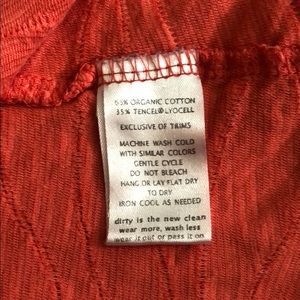 65% ORGANIC COTTON
35% TENCEL® LYOCELL
EXCLUSIVE OF TRIMS
MACHINE WASH COLD
WITH SIMILAR COLORS
GENTLE CYCLE
DO NOT BLEACH
HANG OR LAY FLAT DRY
TO DRY
IRON COOL AS NEEDED
dirty is the new clean
wear more, wash less
wear it out or pass it on